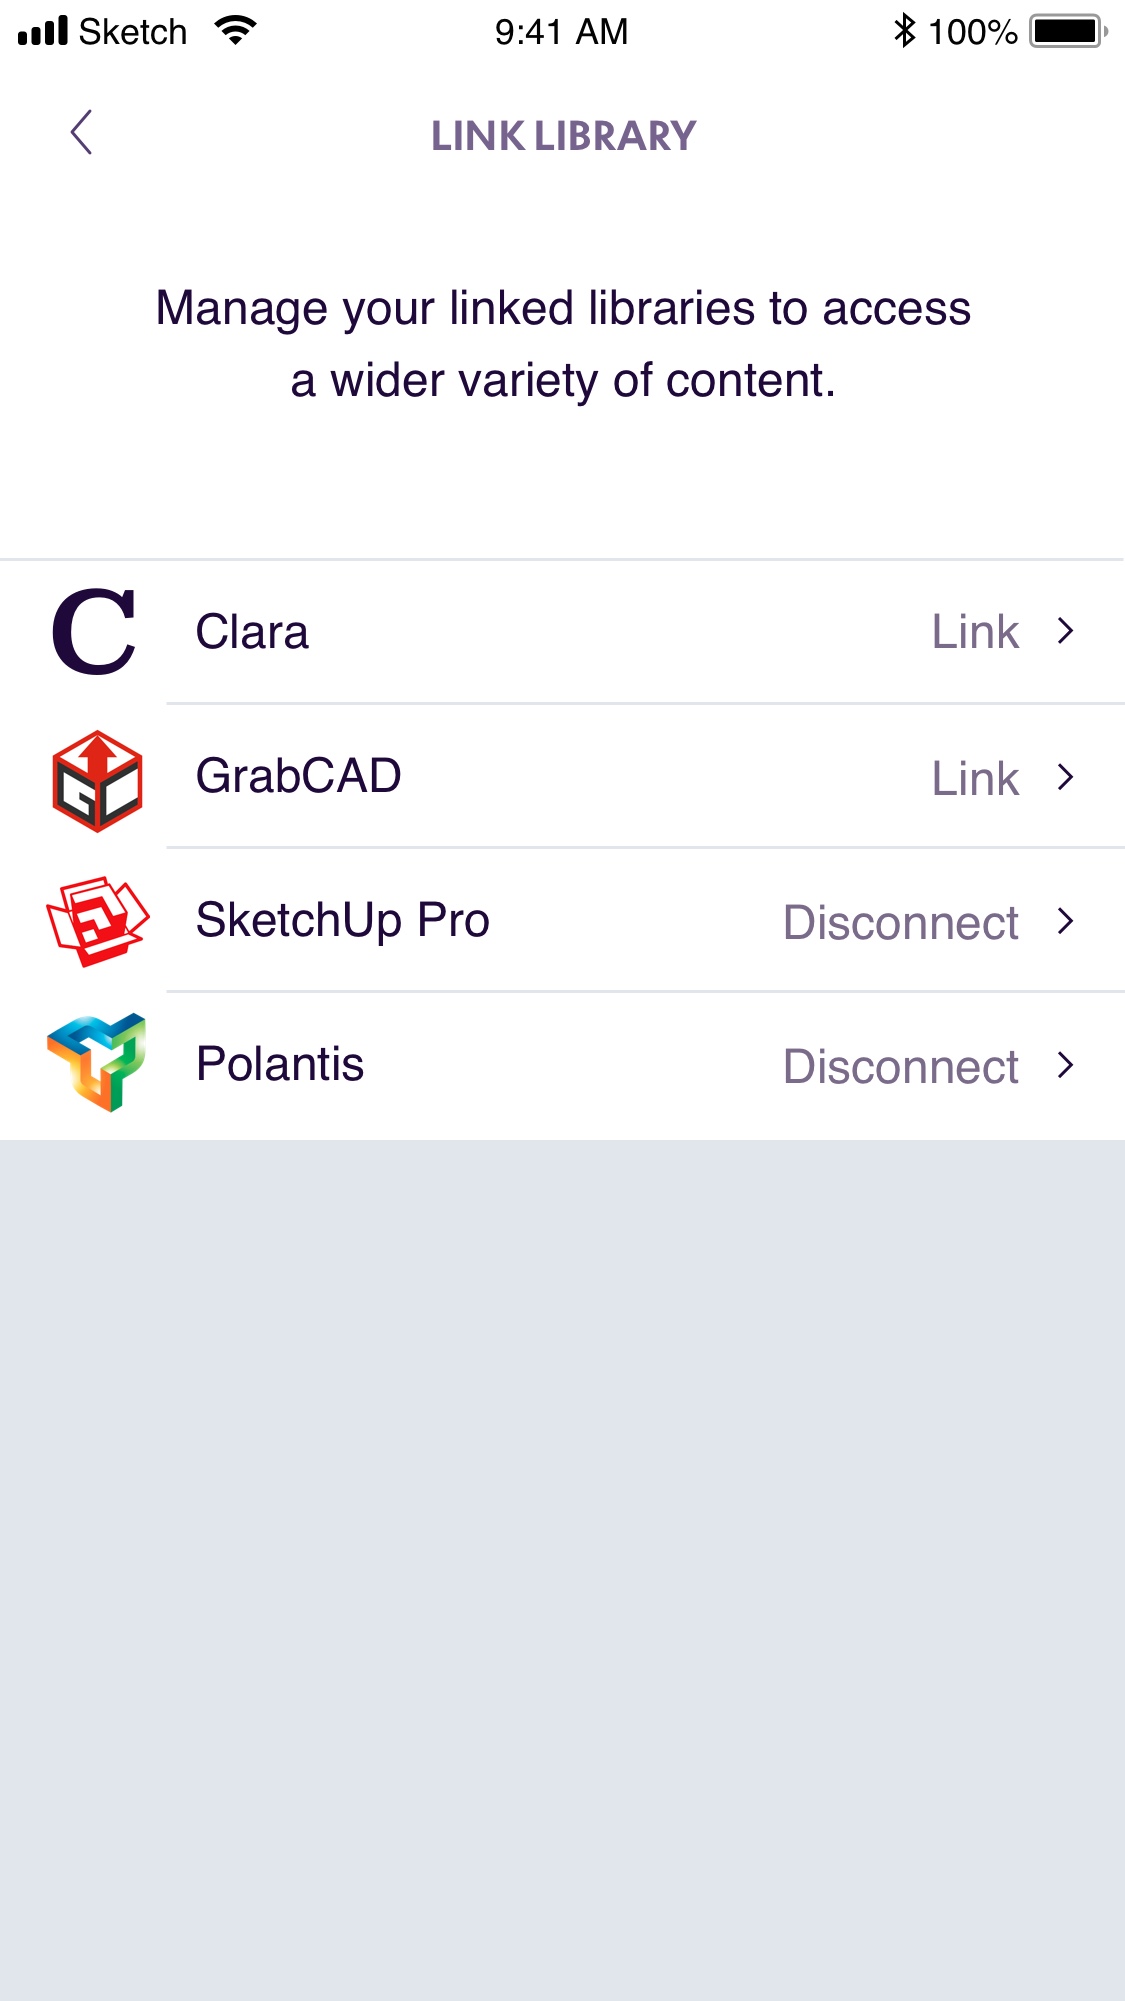 Sketch 9:41 AM 100%
LINK LIBRARY
Manage your linked libraries to access
a wider variety of content.
C Clara Link
GC GrabCAD Link
SketchUp Pro Disconnect
Polantis Disconnect